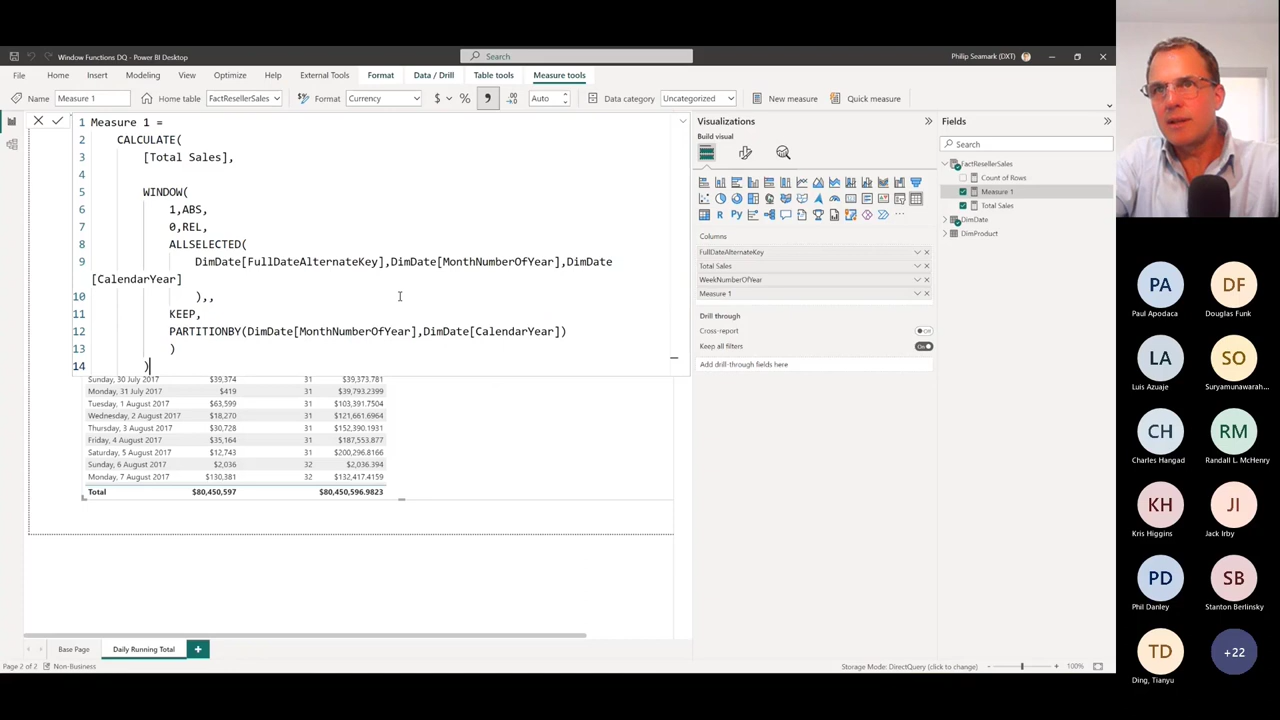 Window Functions DQ - Power BI Desktop
Search
Philip Seamark (DXT)
File Home Insert Modeling View Optimize Help External Tools Format Data / Drill Table tools Measure tools
Name Measure 1 Home table FactResellerSales Format Currency $ % , Auto Data category Uncategorized New measure Quick measure
1 Measure 1 =
2 CALCULATE(
3 [Total Sales],
4
5 WINDOW(
6 1,ABS,
7 0,REL,
8 ALLSELECTED(
9 DimDate[FullDateAlternateKey],DimDate[MonthNumberOfYear],DimDate
[CalendarYear]
10 ),,
11 KEEP,
12 PARTITIONBY(DimDate[MonthNumberOfYear],DimDate[CalendarYear])
13 )
14 )
Sunday, 30 July 2017 $39,374 31 $39,373.781
Monday, 31 July 2017 $419 31 $39,793.2399
Tuesday, 1 August 2017 $63,599 31 $103,391.7504
Wednesday, 2 August 2017 $18,270 31 $121,661.6964
Thursday, 3 August 2017 $30,728 31 $152,390.1931
Friday, 4 August 2017 $35,164 31 $187,553.877
Saturday, 5 August 2017 $12,743 31 $200,296.8166
Sunday, 6 August 2017 $2,036 32 $2,036.394
Monday, 7 August 2017 $130,381 32 $132,417.4159
Total $80,450,597 $80,450,596.9823
Base Page Daily Running Total
Page 2 of 2 Non-Business
Storage Mode: DirectQuery (click to change) 100%
Visualizations
Build visual
R Py
Columns
FullDateAlternateKey
Total Sales
WeekNumberOfYear
Measure 1
Drill through
Cross-report Off
Keep all filters On
Add drill-through fields here
Fields
Search
FactResellerSales
Count of Rows
Measure 1
Total Sales
DimDate
DimProduct
PA
Paul Apodaca
DF
Douglas Funk
LA
Luis Azuaje
SO
Suryamunawarah...
CH
Charles Hangad
RM
Randall L. McHenry
KH
Kris Higgins
JI
Jack Irby
PD
Phil Danley
SB
Stanton Berlinsky
TD
Ding, Tianyu
+22